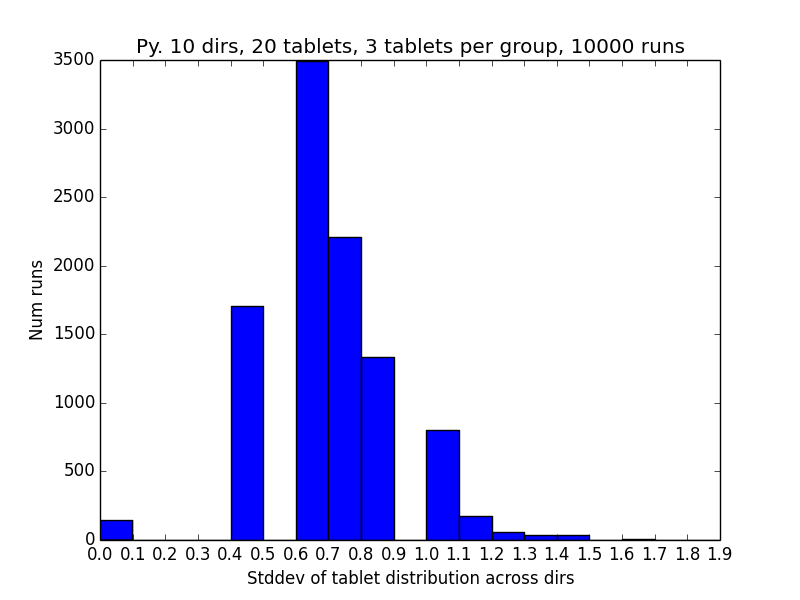 Py. 10 dirs, 20 tablets, 3 tablets per group, 10000 runs
3500
3000
2500
2000
1500
1000
500
0
Num runs
0.0 0.1 0.2 0.3 0.4 0.5 0.6 0.7 0.8 0.9 1.0 1.1 1.2 1.3 1.4 1.5 1.6 1.7 1.8 1.9
Stddev of tablet distribution across dirs